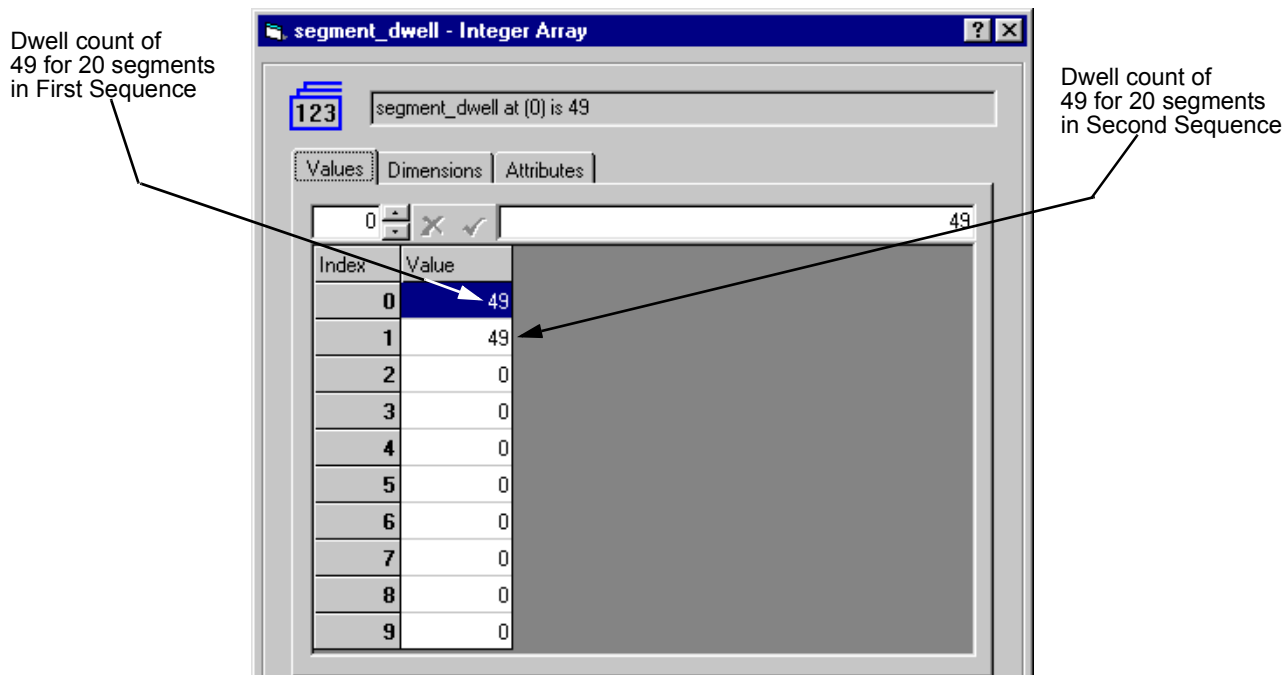 Dwell count of
49 for 20 segments
in First Sequence
segment_dwell - Integer Array
?
123
segment_dwell at (0) is 49
Values Dimensions Attributes
0 49
Index Value
0 49
1 49
2 0
3 0
4 0
5 0
6 0
7 0
8 0
9 0
Dwell count of
49 for 20 segments
in Second Sequence